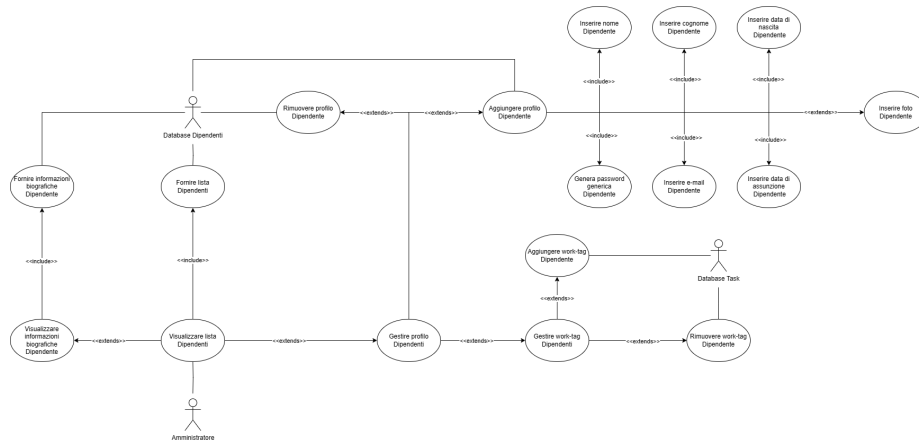 Inserire nome
Dipendente
Inserire cognome
Dipendente
Inserire data di
nascita
Dipendente
<<include>>
<<include>>
<<include>>
Rimuovere profilo
Dipendente
<<extends>>
<<extends>>
Aggiungere profilo
Dipendente
<<extends>>
Inserire foto
Dipendente
Database Dipendenti
<<include>>
<<include>>
<<include>>
Fornire informazioni
biografiche
Dipendente
Fornire lista
Dipendenti
Genera password
generica
Dipendente
Inserire e-mail
Dipendente
Inserire data di
assunzione
Dipendente
<<include>>
<<include>>
Aggiungere work-tag
Dipendente
Database Task
<<extends>>
Visualizzare
informazioni
biografiche
Dipendente
<<extends>>
Visualizzare lista
Dipendenti
<<extends>>
Gestire profilo
Dipendenti
<<extends>>
Gestire work-tag
Dipendenti
<<extends>>
Rimuovere work-tag
Dipendente
Amministratore